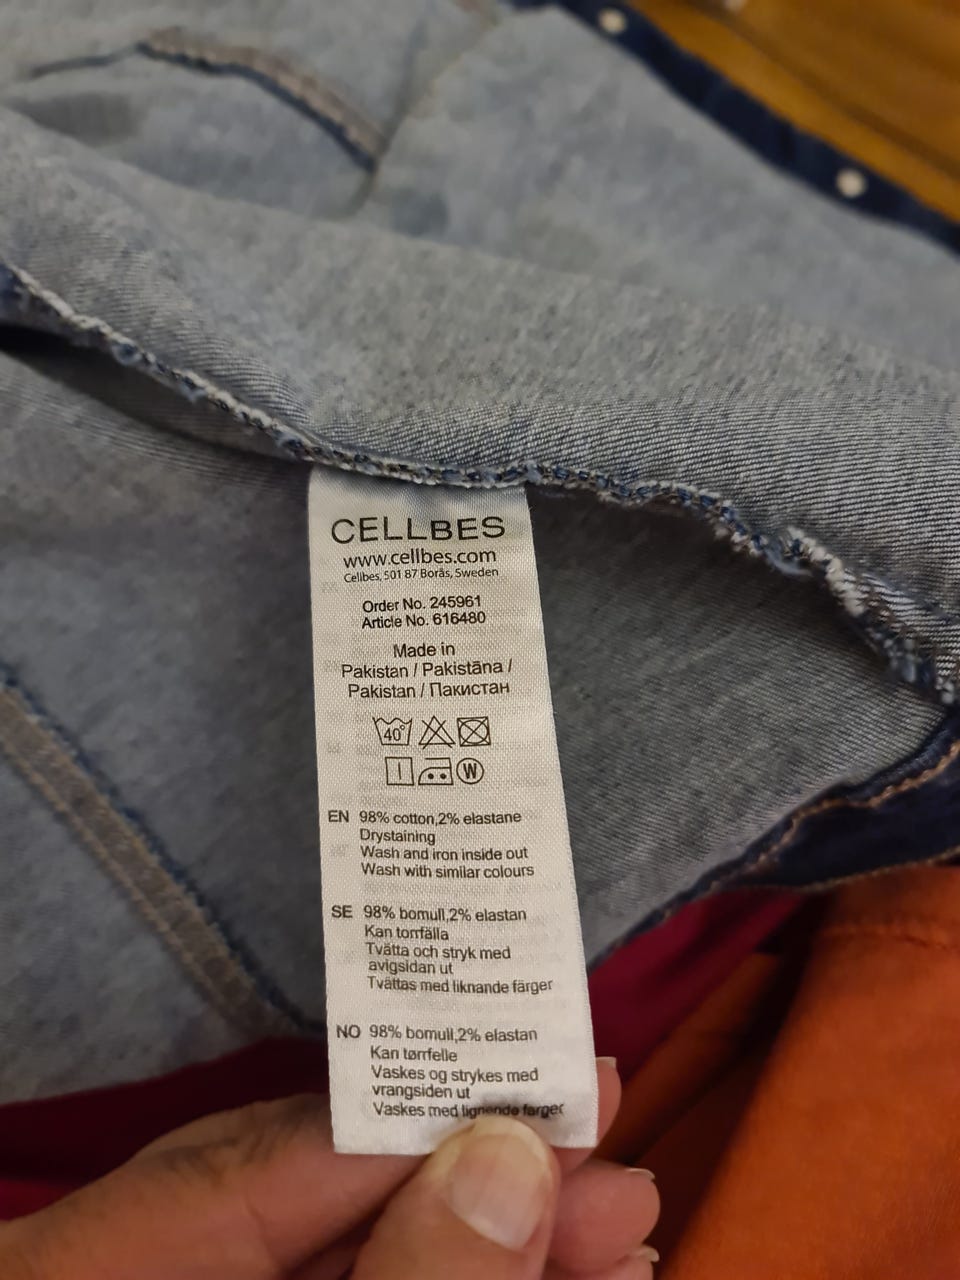 CELLBES
www.cellbes.com
Cellbes, 501 87 Borås, Sweden
Order No. 245961
Article No. 616480
Made in
Pakistan / Pakistāna /
Pakistan / Пакистан
40°
W
EN 98% cotton,2% elastane
Drystaining
Wash and iron inside out
Wash with similar colours
SE 98% bomull,2% elastan
Kan torrfälla
Tvätta och stryk med
avigsidan ut
Tvättas med liknande färger
NO 98% bomull,2% elastan
Kan tørrfelle
Vaskes og strykes med
vrangsiden ut
Vaskes med lignende farger